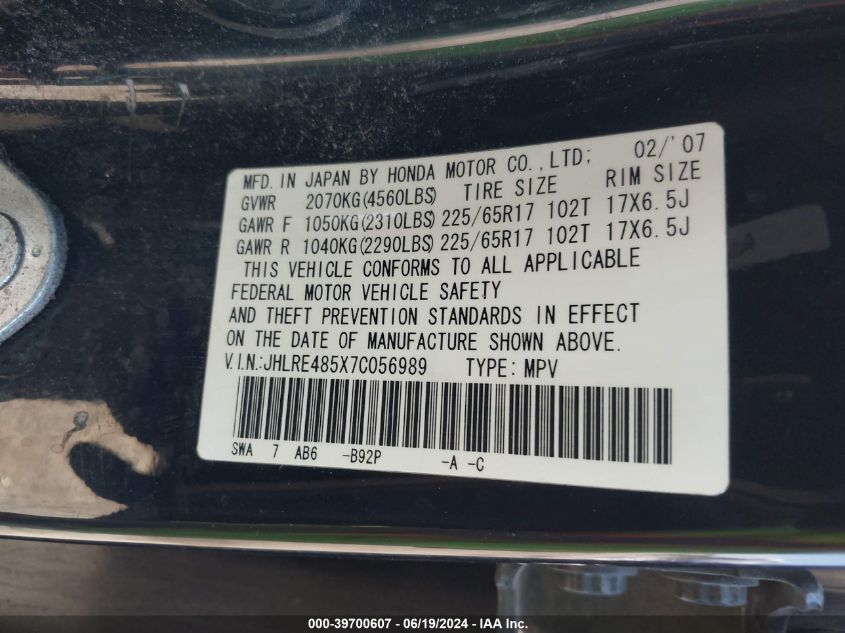 MFD. IN JAPAN BY HONDA MOTOR CO.,LTD; 02/'07
GVWR 2070KG(4560LBS) TIRE SIZE RIM SIZE
GAWR F 1050KG(2310LBS) 225/65R17 102T 17X6.5J
GAWR R 1040KG(2290LBS) 225/65R17 102T 17X6.5J
THIS VEHICLE CONFORMS TO ALL APPLICABLE
FEDERAL MOTOR VEHICLE SAFETY
AND THEFT PREVENTION STANDARDS IN EFFECT
ON THE DATE OF MANUFACTURE SHOWN ABOVE.
V.I.N.:JHLRE485X7C056989 TYPE:MPV
SWA 7 AB6 -B92P -A -C
000-39700607 - 06/19/2024 - IAA Inc.